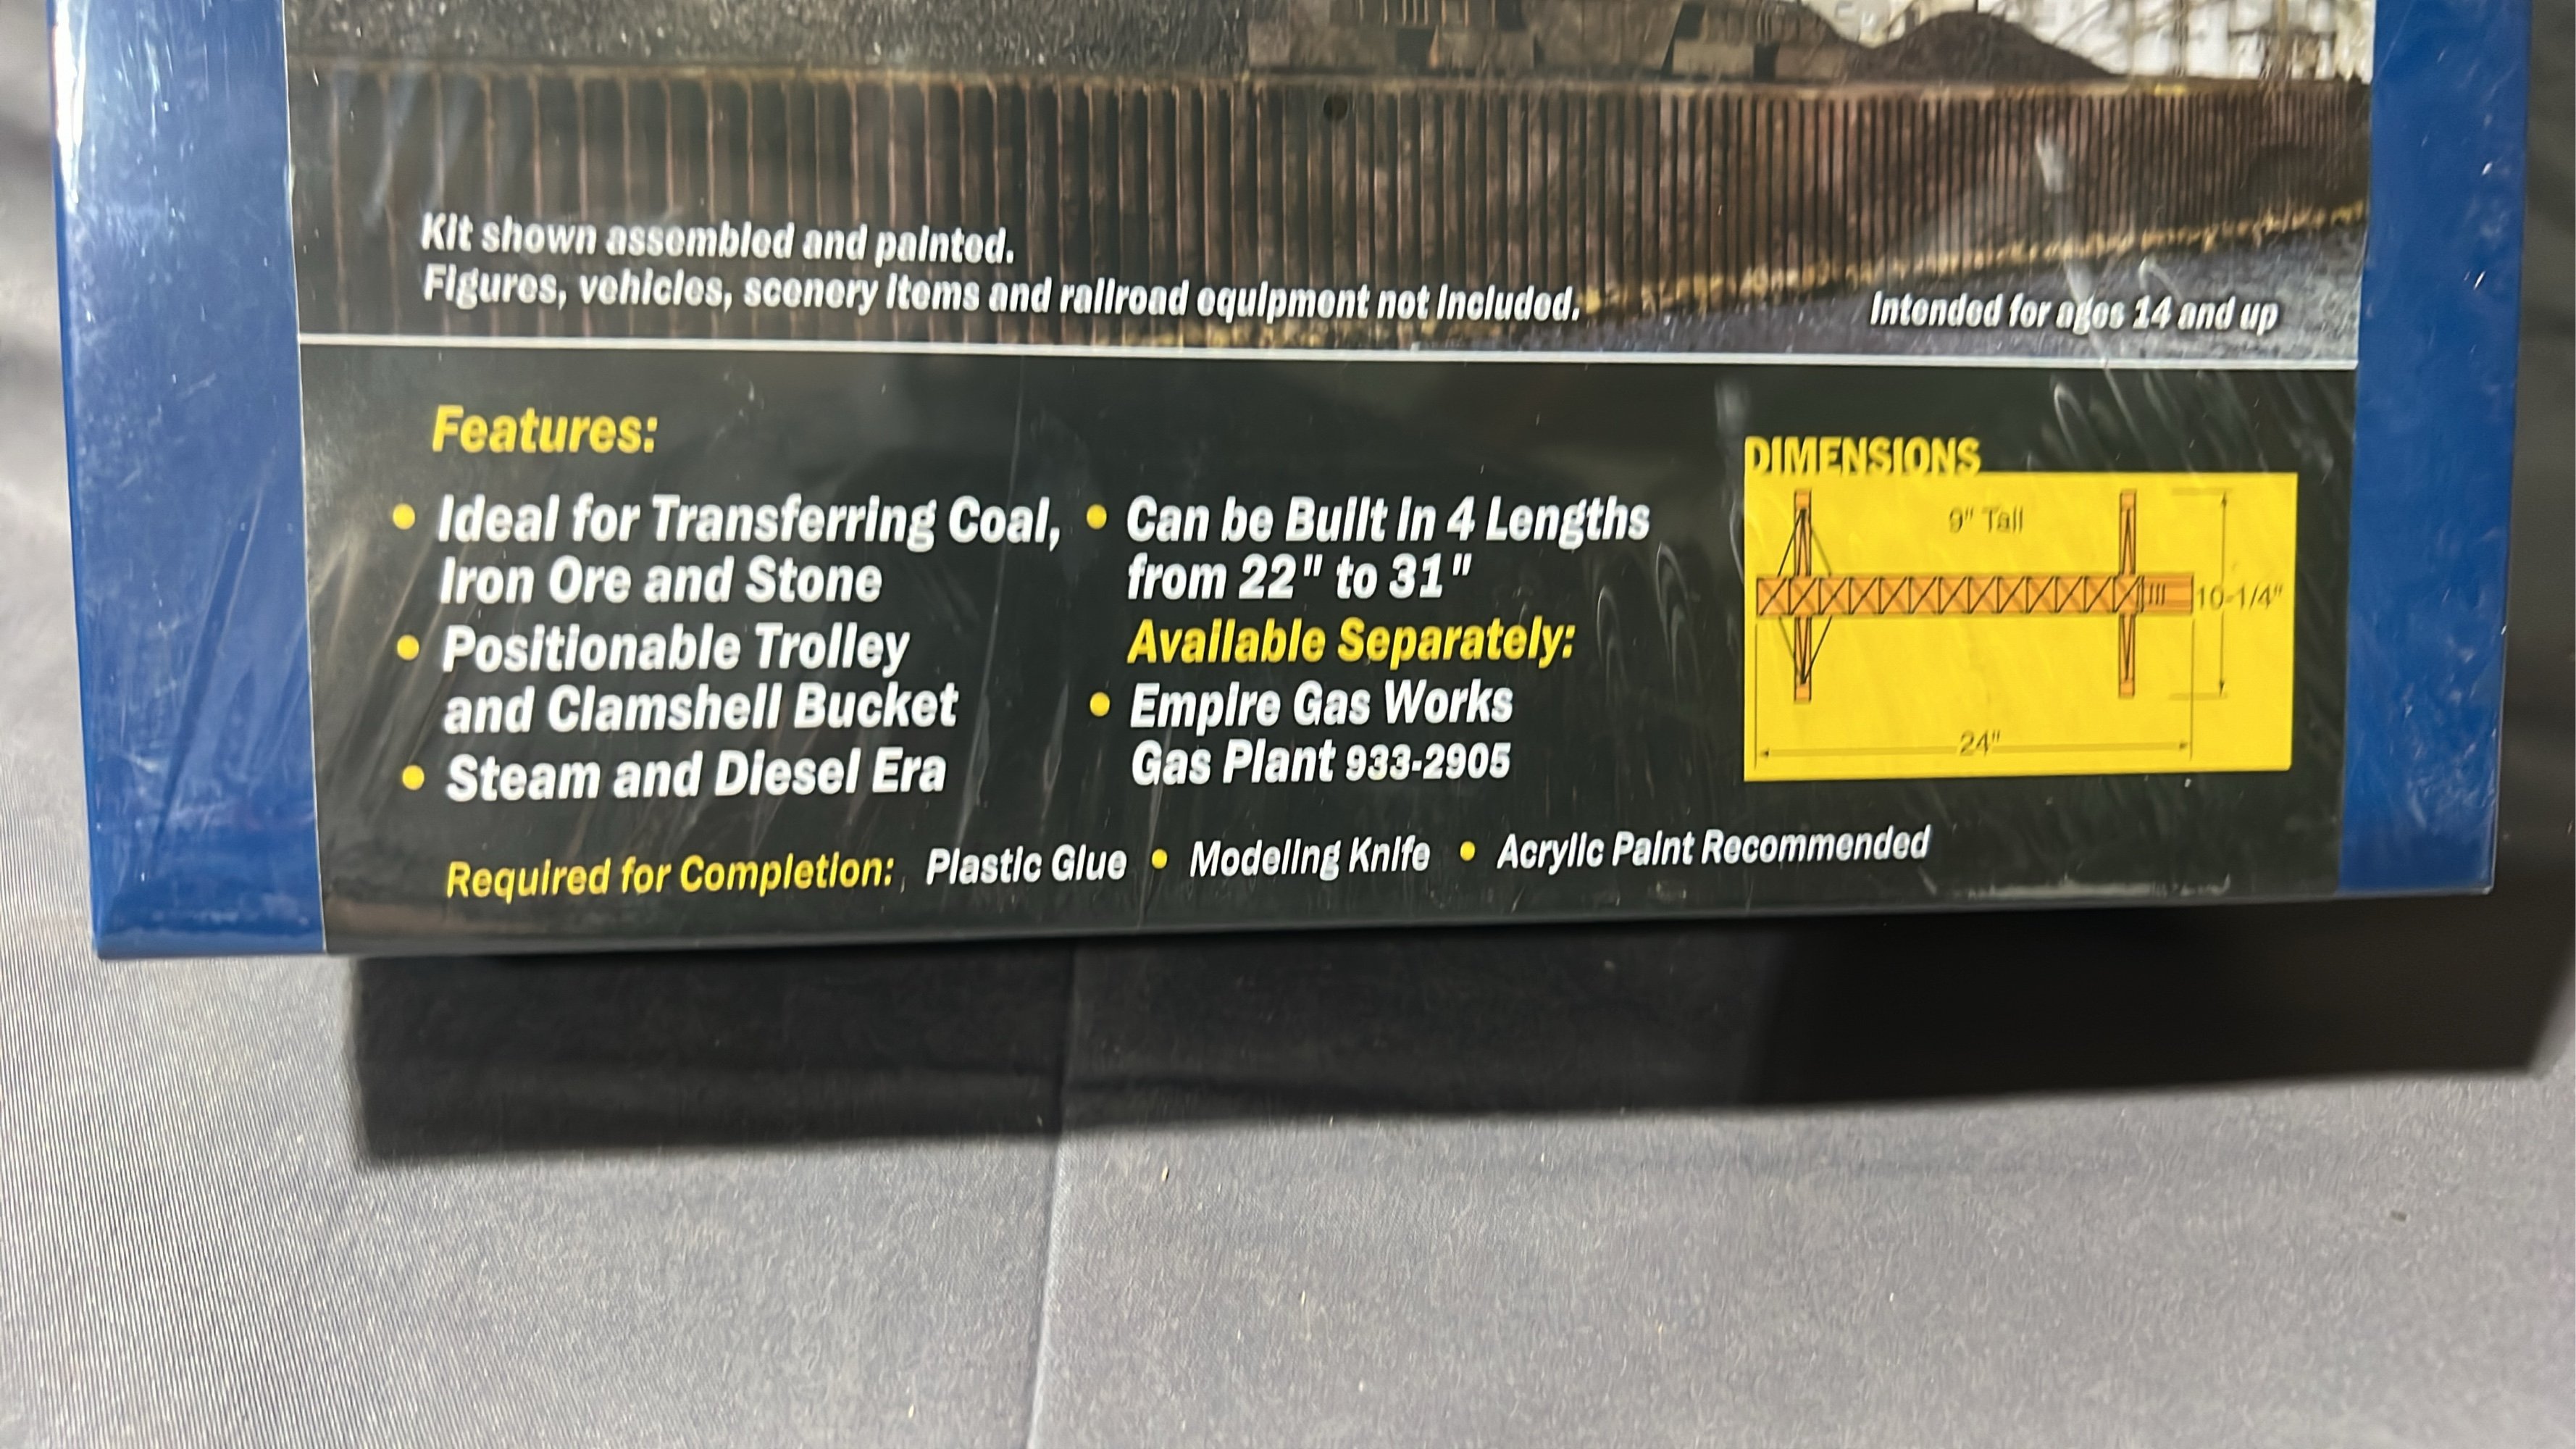 Kit shown assembled and painted.
Figures, vehicles, scenery items and railroad equipment not included.
Intended for ages 14 and up
Features:
• Ideal for Transferring Coal,
Iron Ore and Stone
• Positionable Trolley
and Clamshell Bucket
• Steam and Diesel Era
• Can be Built in 4 Lengths
from 22" to 31"
Available Separately:
• Empire Gas Works
Gas Plant 933-2905
DIMENSIONS
9" Tall
10-1/4"
24"
Required for Completion: Plastic Glue • Modeling Knife • Acrylic Paint Recommended